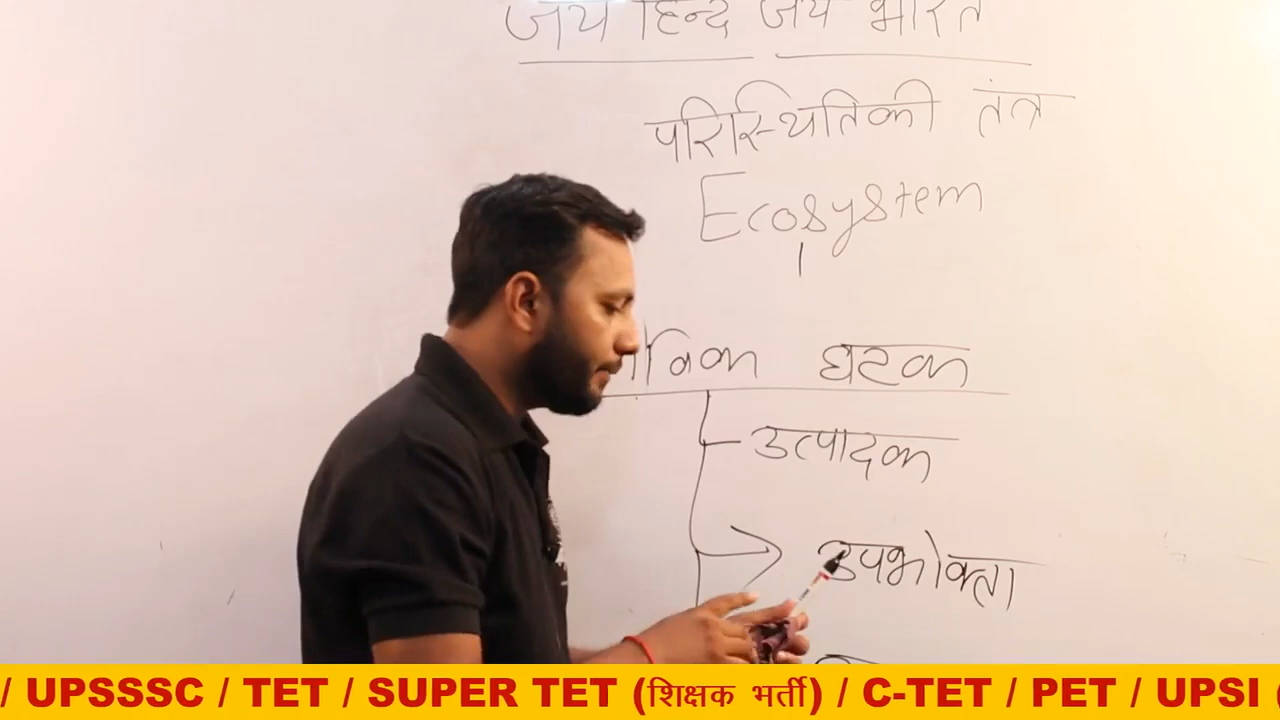 जय हिन्द जय भारत
परिस्थितिकी तंत्र
Ecosystem
घटक
उत्पादक
उपभोक्ता
/ UPSSSC / TET / SUPER TET (शिक्षक भर्ती) / C-TET / PET / UPSI (